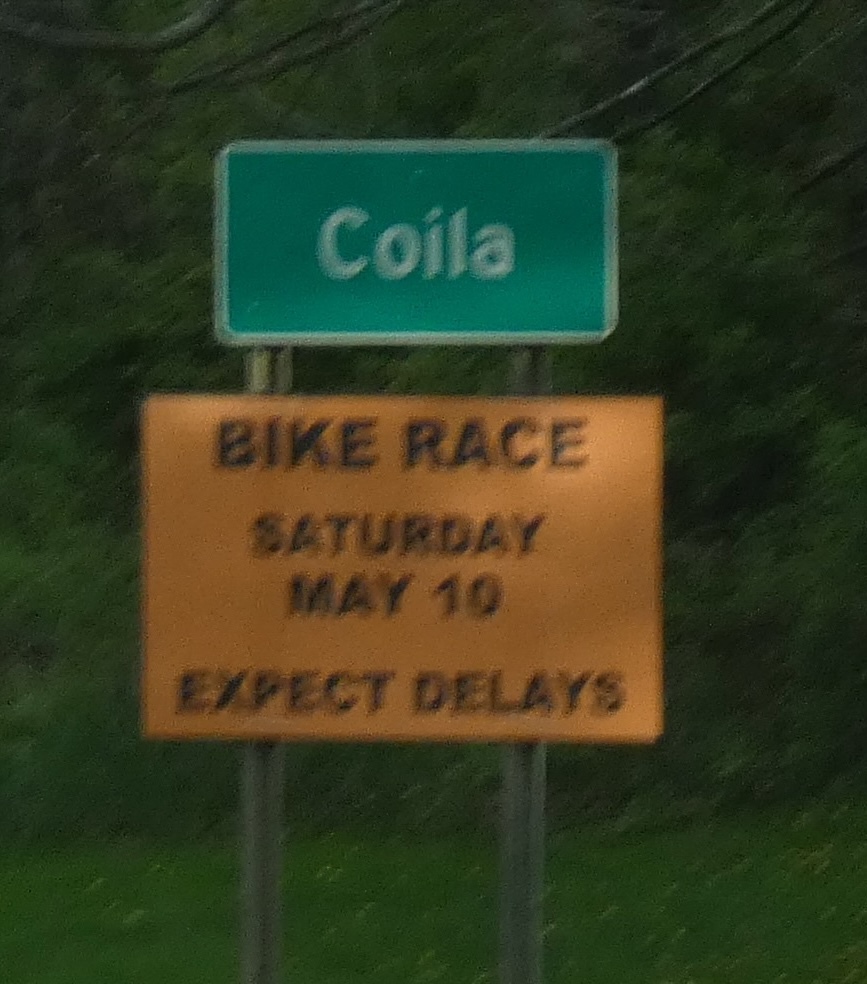 Coila
BIKE RACE
SATURDAY
MAY 10
EXPECT DELAYS